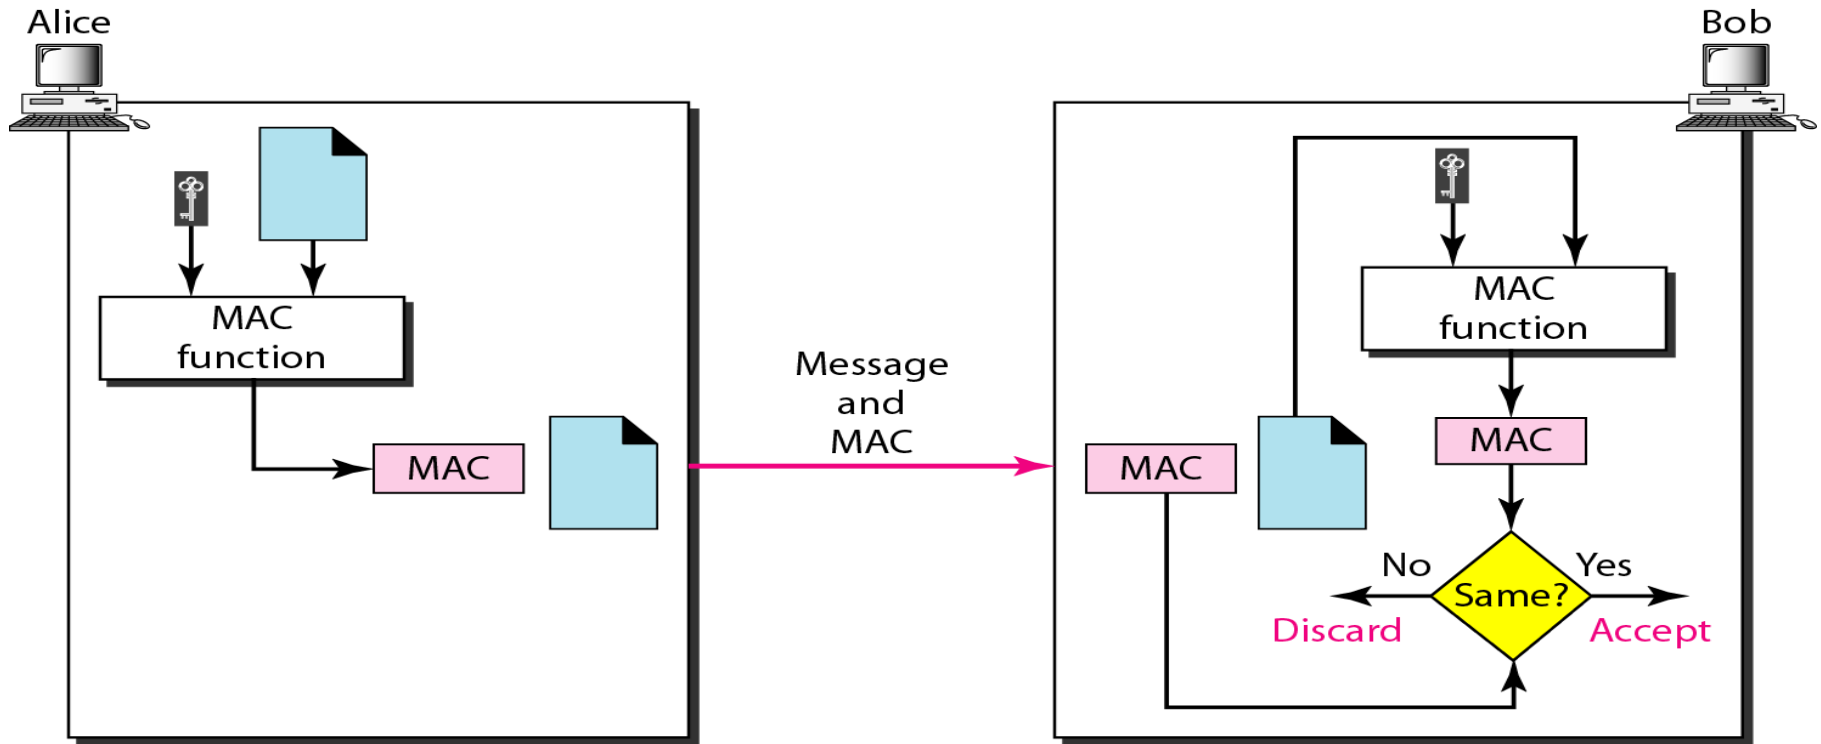 Alice
Bob
MAC
function
MAC
Message
and
MAC
MAC
function
MAC
MAC
No
Yes
Same?
Discard
Accept